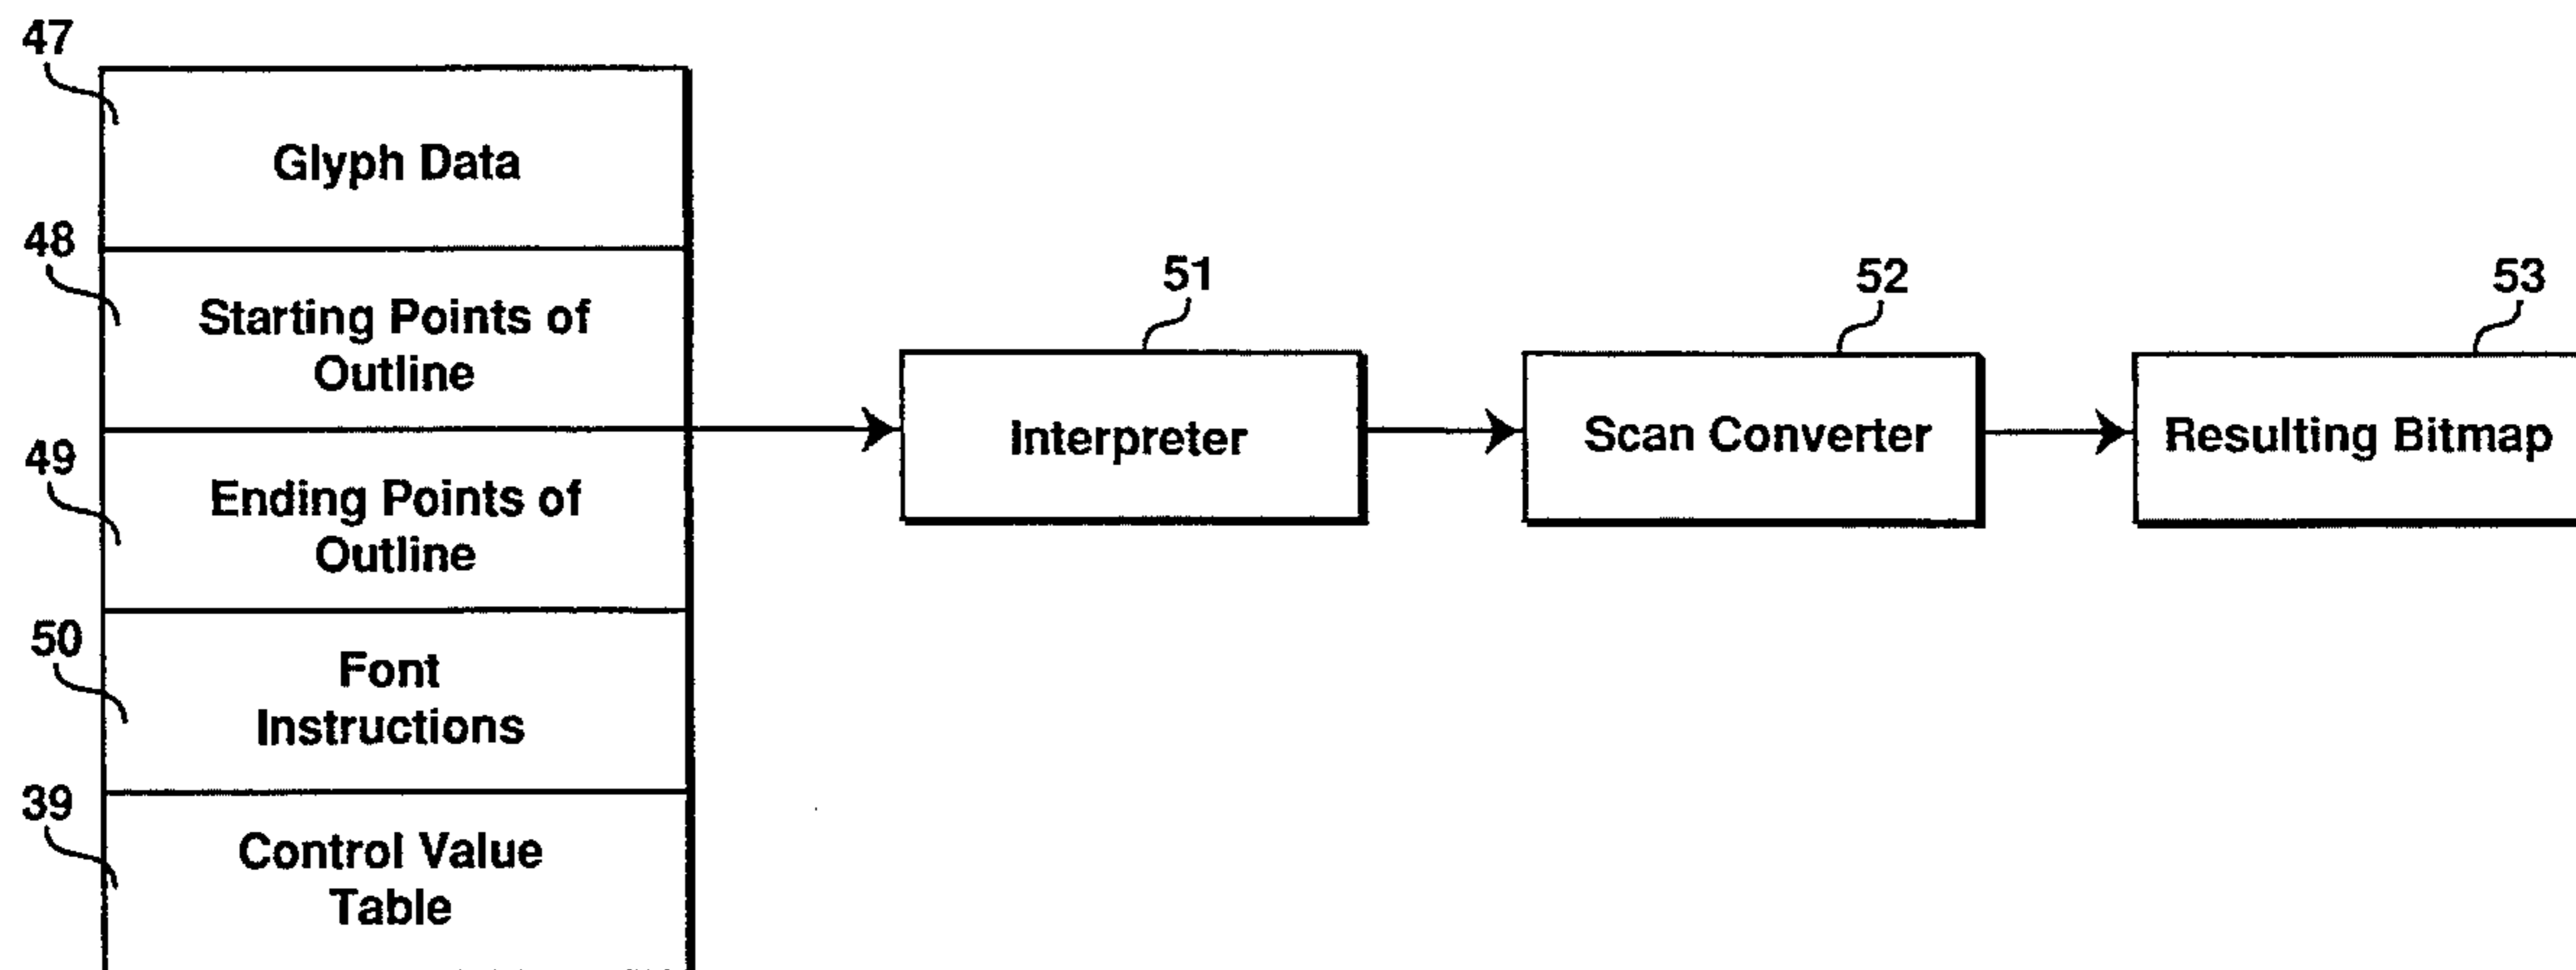 47
Glyph Data
48
Starting Points of
Outline
49
Ending Points of
Outline
50
Font
Instructions
39
Control Value
Table
51
Interpreter
52
Scan Converter
53
Resulting Bitmap